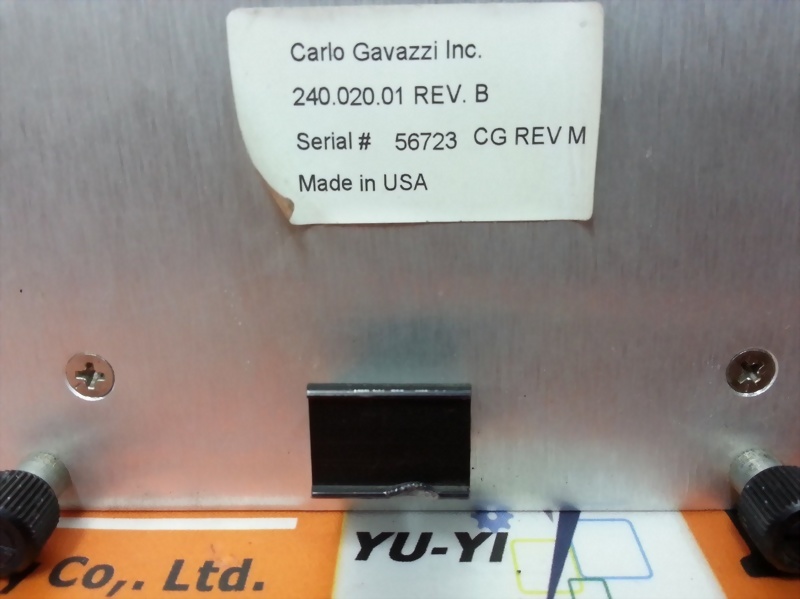 Carlo Gavazzi Inc.
240.020.01 REV. B
Serial # 56723 CG REV M
Made in USA
YU-YI
Co,. Ltd.